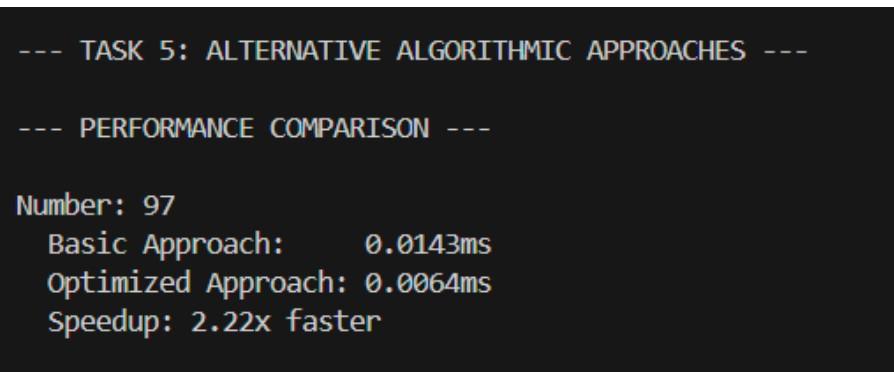 --- TASK 5: ALTERNATIVE ALGORITHMIC APPROACHES ---
--- PERFORMANCE COMPARISON ---
Number: 97
  Basic Approach:     0.0143ms
  Optimized Approach: 0.0064ms
  Speedup: 2.22x faster